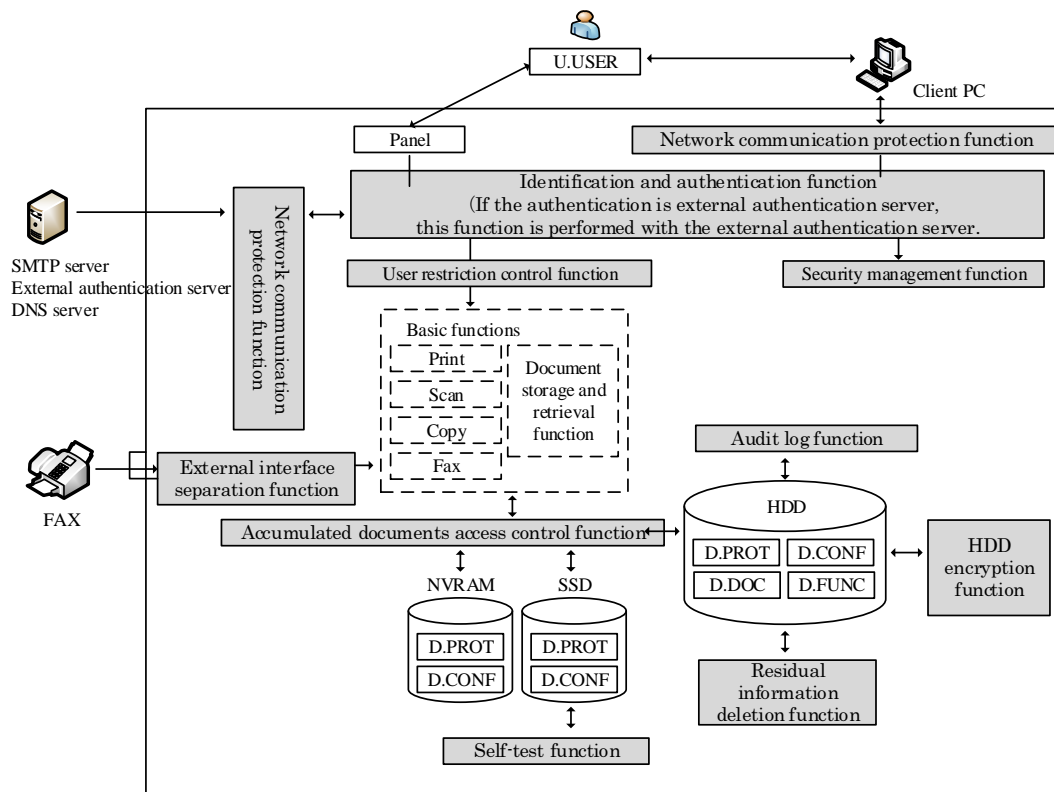 U.USER
Client PC
Panel
Network communication protection function
Identification and authentication function
(If the authentication is external authentication server,
this function is performed with the external authentication server.
Network communication
protection function
SMTP server
External authentication server
DNS server
User restriction control function
Security management function
Basic functions
Print
Scan
Copy
Fax
Document
storage and
retrieval
function
Audit log function
External interface
separation function
FAX
HDD
D.PROT
D.CONF
D.DOC
D.FUNC
HDD
encryption
function
Accumulated documents access control function
NVRAM
D.PROT
D.CONF
SSD
D.PROT
D.CONF
Residual
information
deletion function
Self-test function